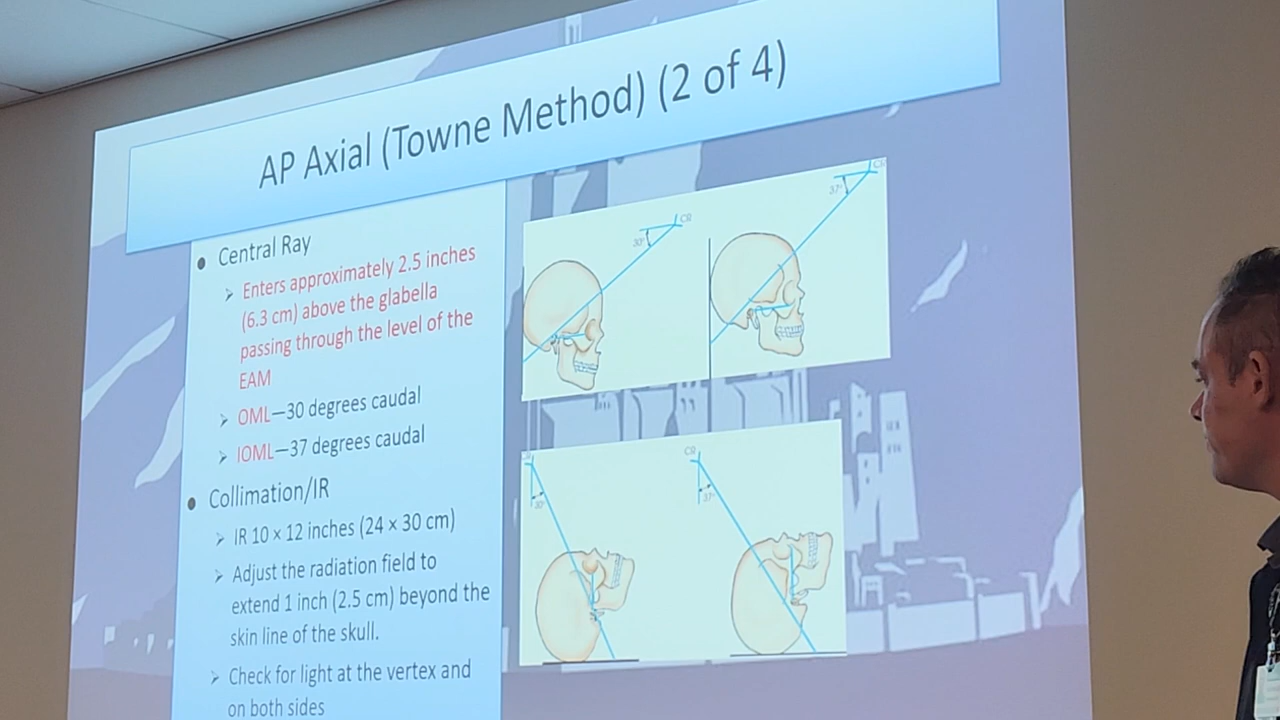 AP Axial (Towne Method) (2 of 4)
● Central Ray
➢ Enters approximately 2.5 inches
(6.3 cm) above the glabella
passing through the level of the
EAM
➢ OML—30 degrees caudal
➢ IOML—37 degrees caudal
● Collimation/IR
➢ IR 10 × 12 inches (24 × 30 cm)
➢ Adjust the radiation field to
extend 1 inch (2.5 cm) beyond the
skin line of the skull.
➢ Check for light at the vertex and
on both sides
30° CR
37° CR
30°
CR
37°